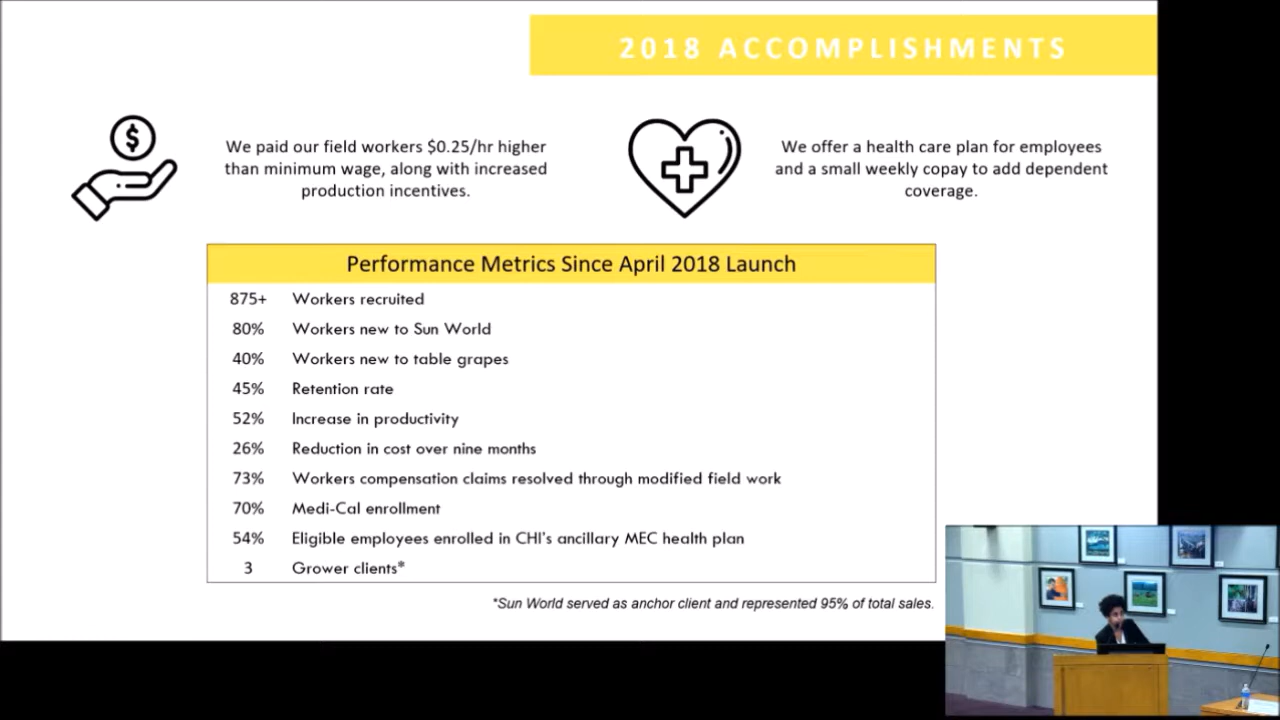 2018 ACCOMPLISHMENTS
$
We paid our field workers $0.25/hr higher
than minimum wage, along with increased
production incentives.
We offer a health care plan for employees
and a small weekly copay to add dependent
coverage.
Performance Metrics Since April 2018 Launch
875+ Workers recruited
80% Workers new to Sun World
40% Workers new to table grapes
45% Retention rate
52% Increase in productivity
26% Reduction in cost over nine months
73% Workers compensation claims resolved through modified field work
70% Medi-Cal enrollment
54% Eligible employees enrolled in CHI's ancillary MEC health plan
3 Grower clients*
*Sun World served as anchor client and represented 95% of total sales.